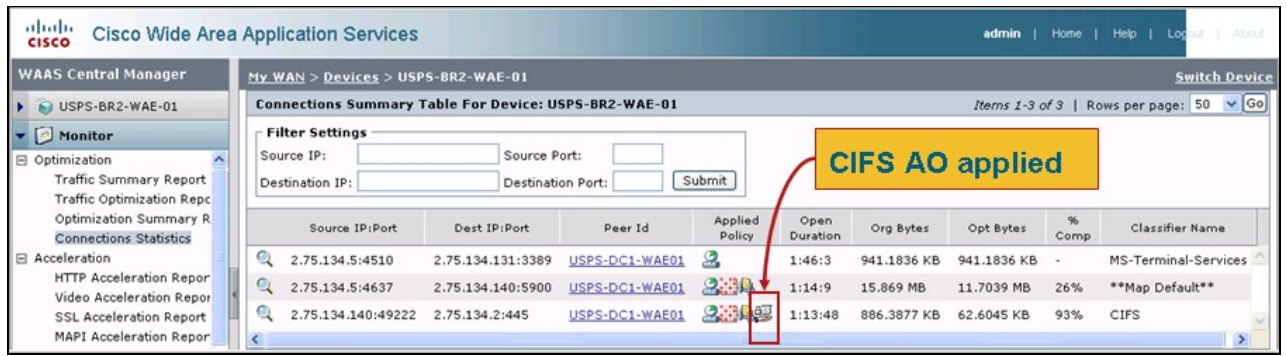 CISCO Cisco Wide Area Application Services admin | Home | Help | Logout | About
WAAS Central Manager My WAN > Devices > USPS-BR2-WAE-01 Switch Device
USPS-BR2-WAE-01 Connections Summary Table For Device: USPS-BR2-WAE-01 Items 1-3 of 3 | Rows per page: 50 Go
Monitor
Filter Settings
Optimization
Source IP: Source Port:
Traffic Summary Report
Destination IP: Destination Port: Submit
Traffic Optimization Repo
CIFS AO applied
Optimization Summary R
Connections Statistics
Acceleration
HTTP Acceleration Repor
Video Acceleration Repor
SSL Acceleration Report
MAPI Acceleration Repor
Source IP:Port Dest IP:Port Peer Id Applied Policy Open Duration Org Bytes Opt Bytes % Comp Classifier Name
2.75.134.5:4510 2.75.134.131:3389 USPS-DC1-WAE01 1:46:3 941.1836 KB 941.1836 KB - MS-Terminal-Services
2.75.134.5:4637 2.75.134.140:5900 USPS-DC1-WAE01 1:14:9 15.869 MB 11.7039 MB 26% **Map Default**
2.75.134.140:49222 2.75.134.2:445 USPS-DC1-WAE01 1:13:48 886.3877 KB 62.6045 KB 93% CIFS